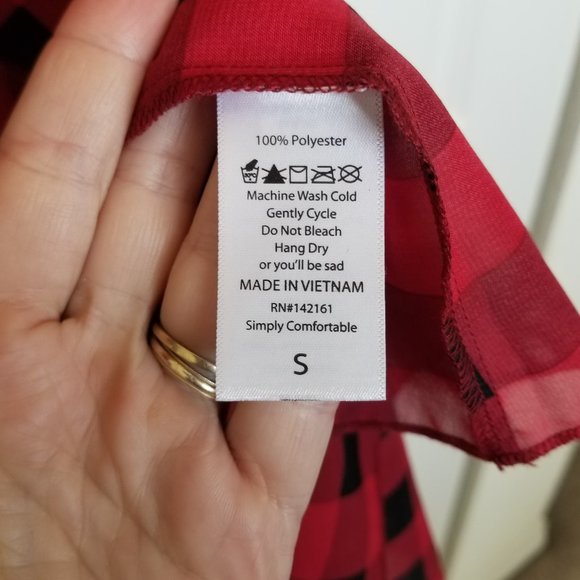 100% Polyester
Machine Wash Cold
Gently Cycle
Do Not Bleach
Hang Dry
or you'll be sad
MADE IN VIETNAM
RN#142161
Simply Comfortable
S